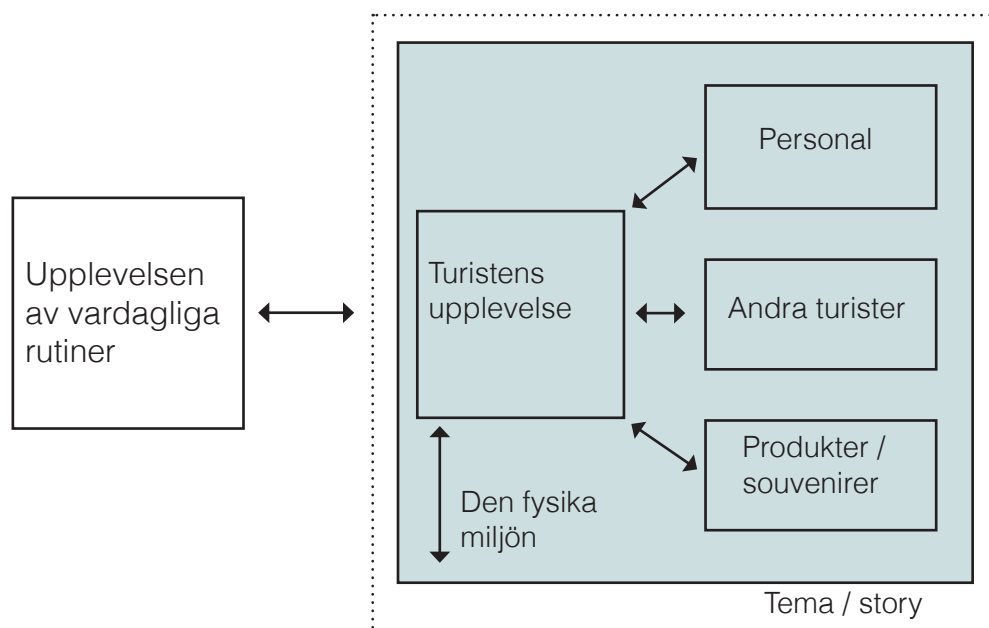 Upplevelsen
av vardagliga
rutiner
Turistens
upplevelse
Personal
Andra turister
Produkter /
souvenirer
Den fysika
miljön
Tema / story